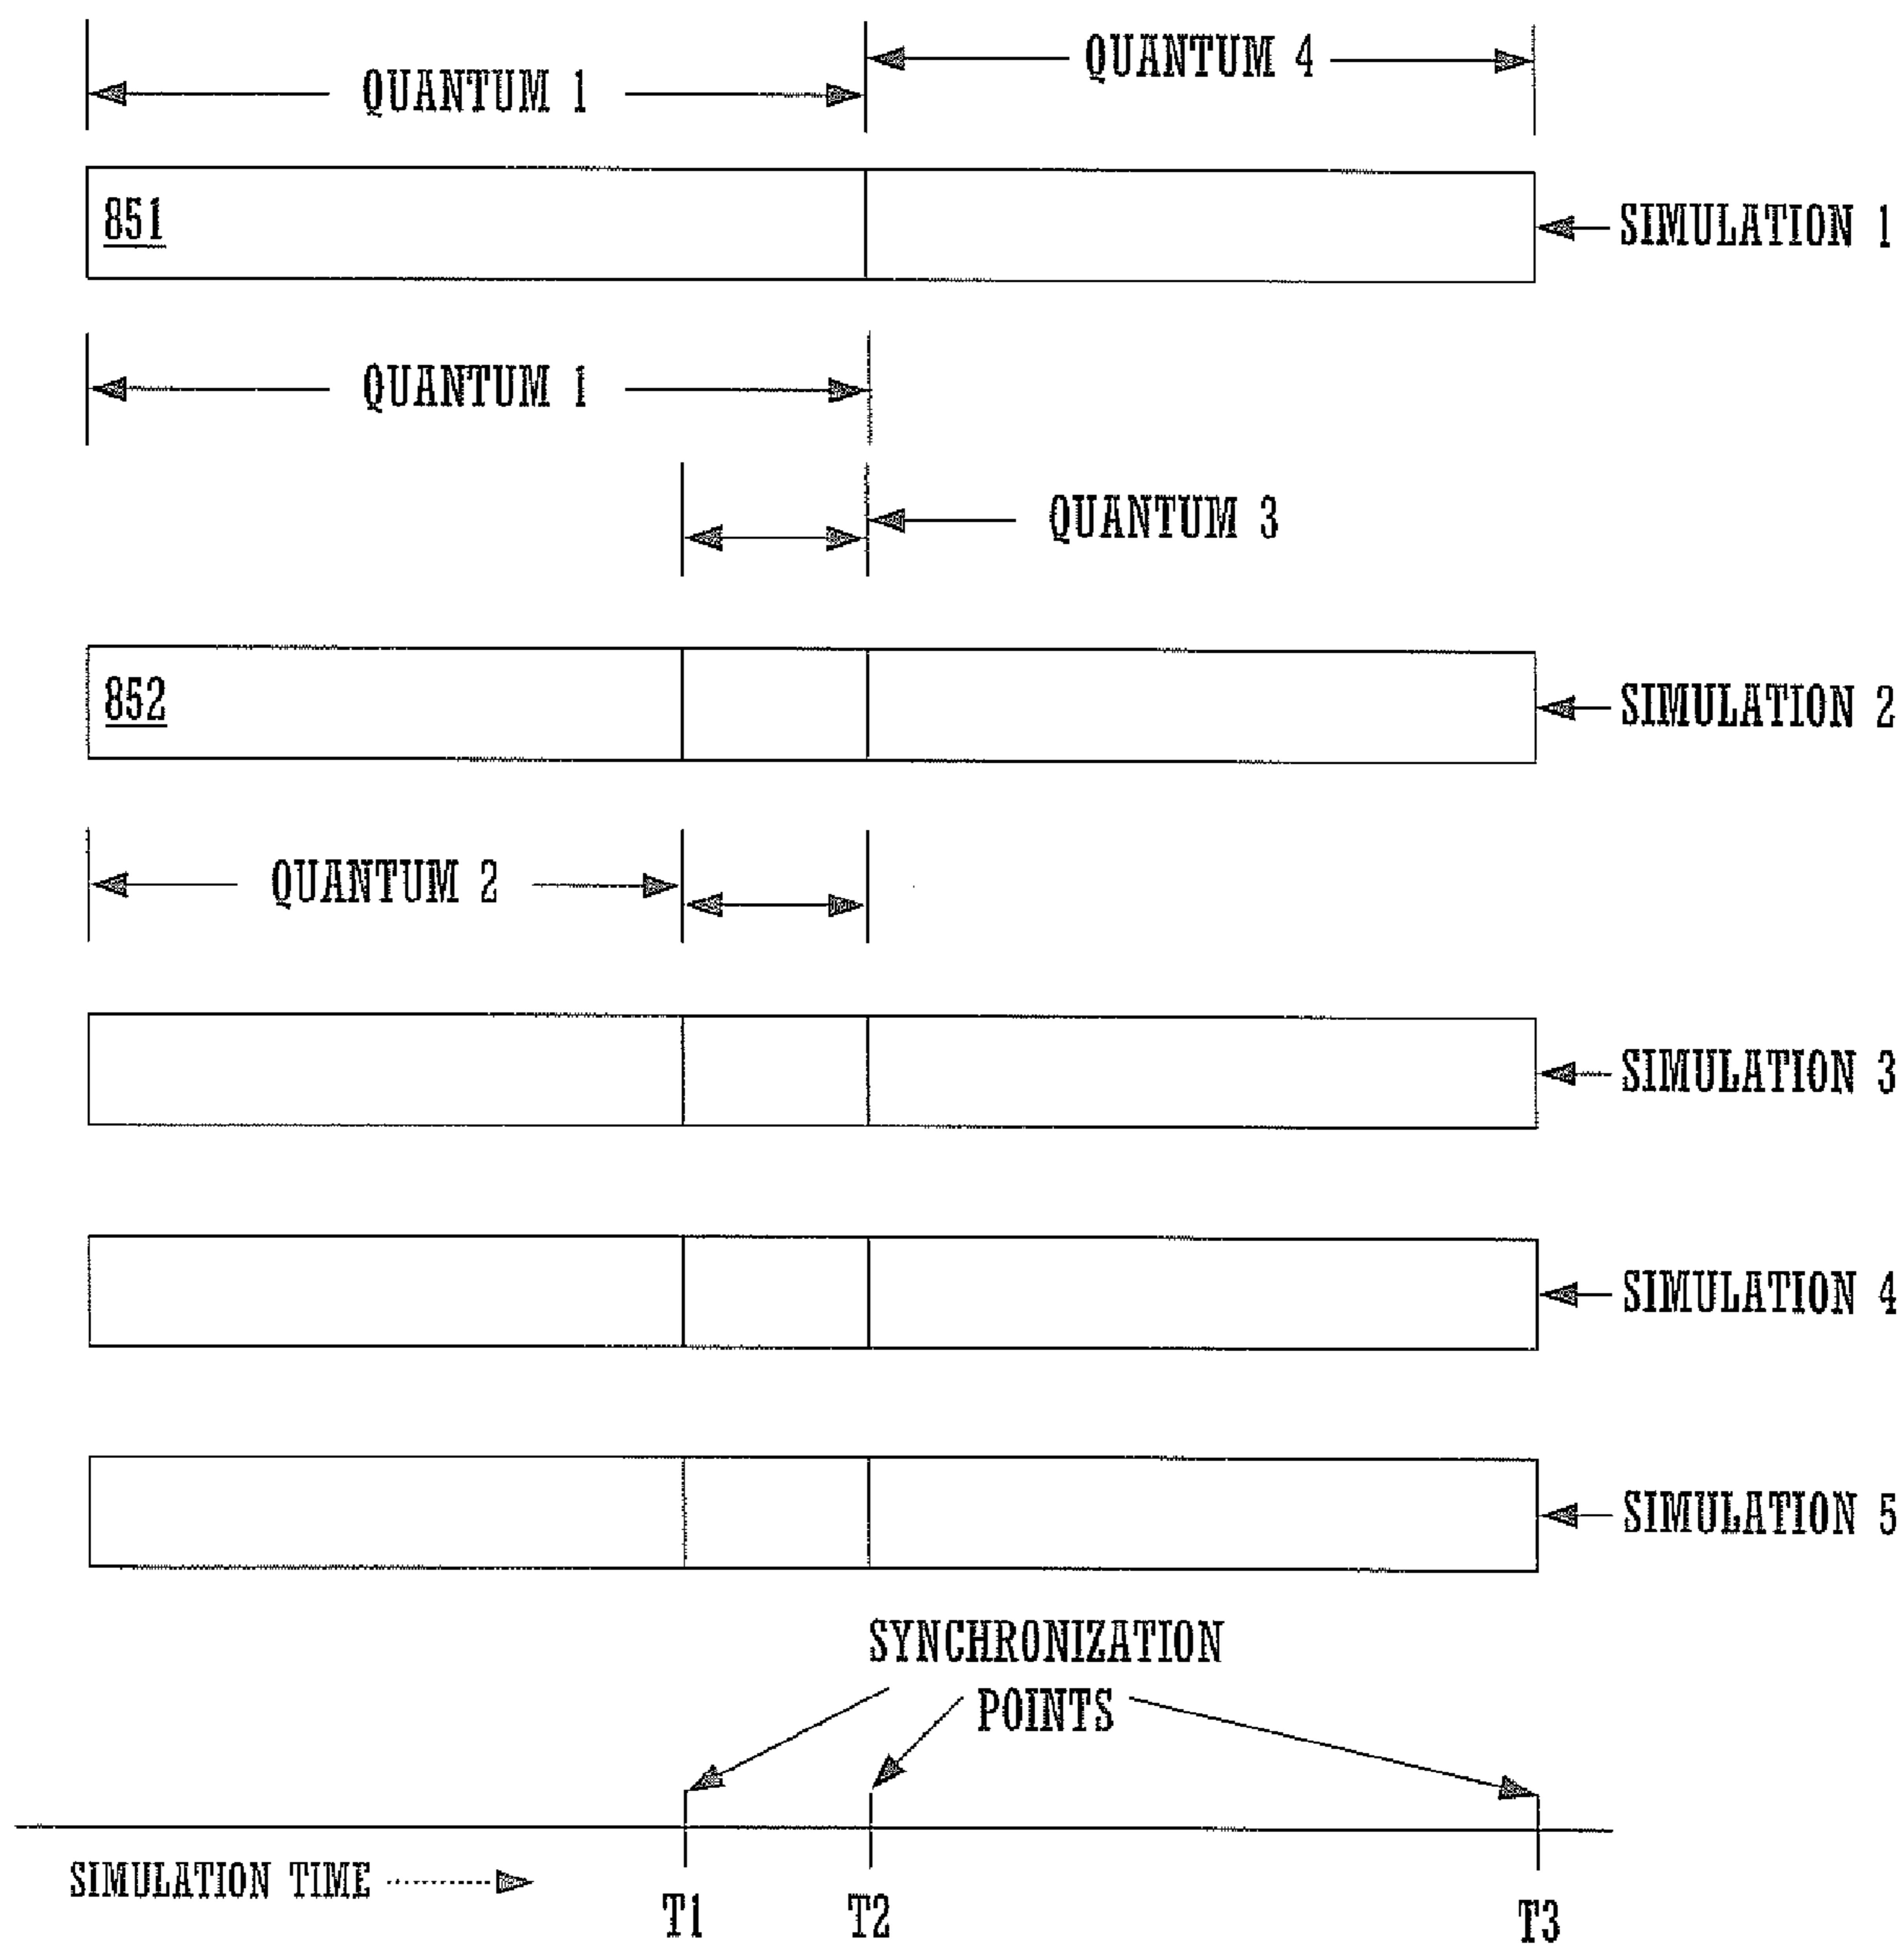 QUANTUM 4
QUANTUM 1
851
SIMULATION 1
QUANTUM 1
QUANTUM 3
852
SIMULATION 2
QUANTUM 2
SIMULATION 3
SIMULATION 4
SIMULATION 5
SYNCHRONIZATION
POINTS
SIMULATION TIME
T1
T2
T3